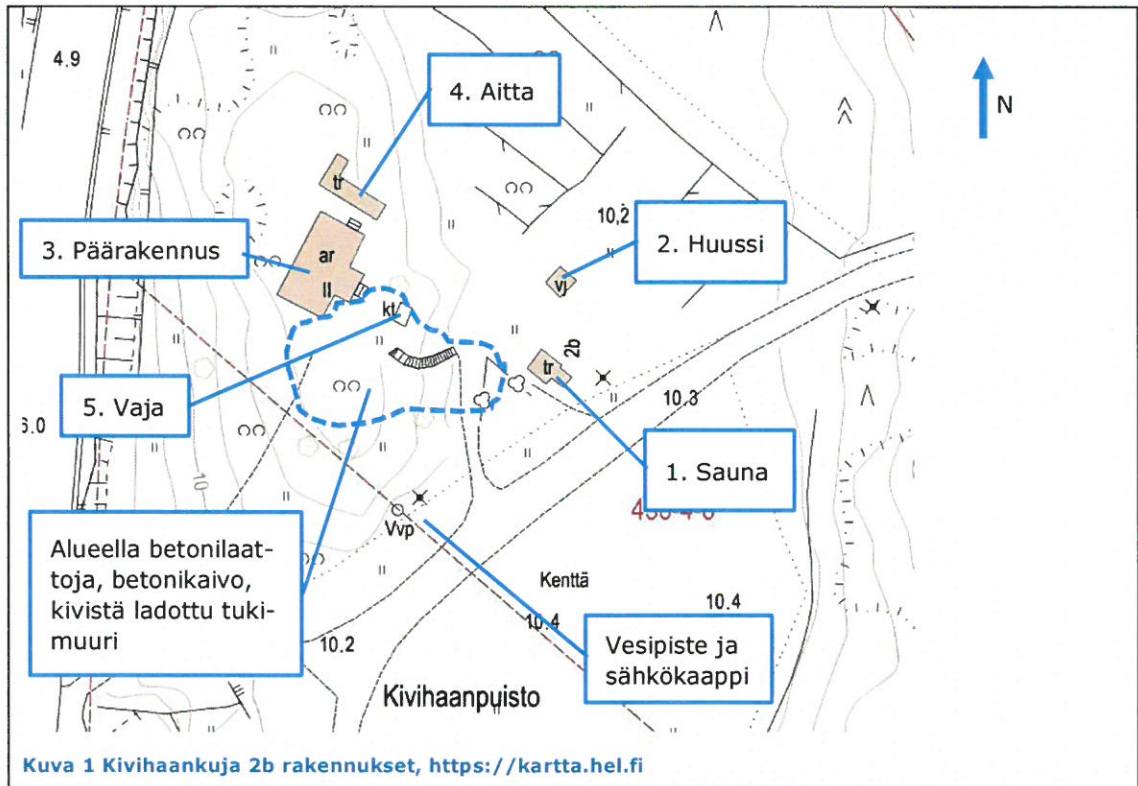 4.9
4. Aitta
N
tr
10,2
3. Päärakennus
2. Huussi
ar
II
vj
kt
2b
tr
5. Vaja
10.3
1. Sauna
10
Alueella betonilaat-
toja, betonikaivo,
kivistä ladottu tuki-
muuri
Vvp
Kenttä
10.4
10.4
10.2
Vesipiste ja
sähkökaappi
Kivihaanpuisto
Kuva 1 Kivihaankuja 2b rakennukset, https://kartta.hel.fi